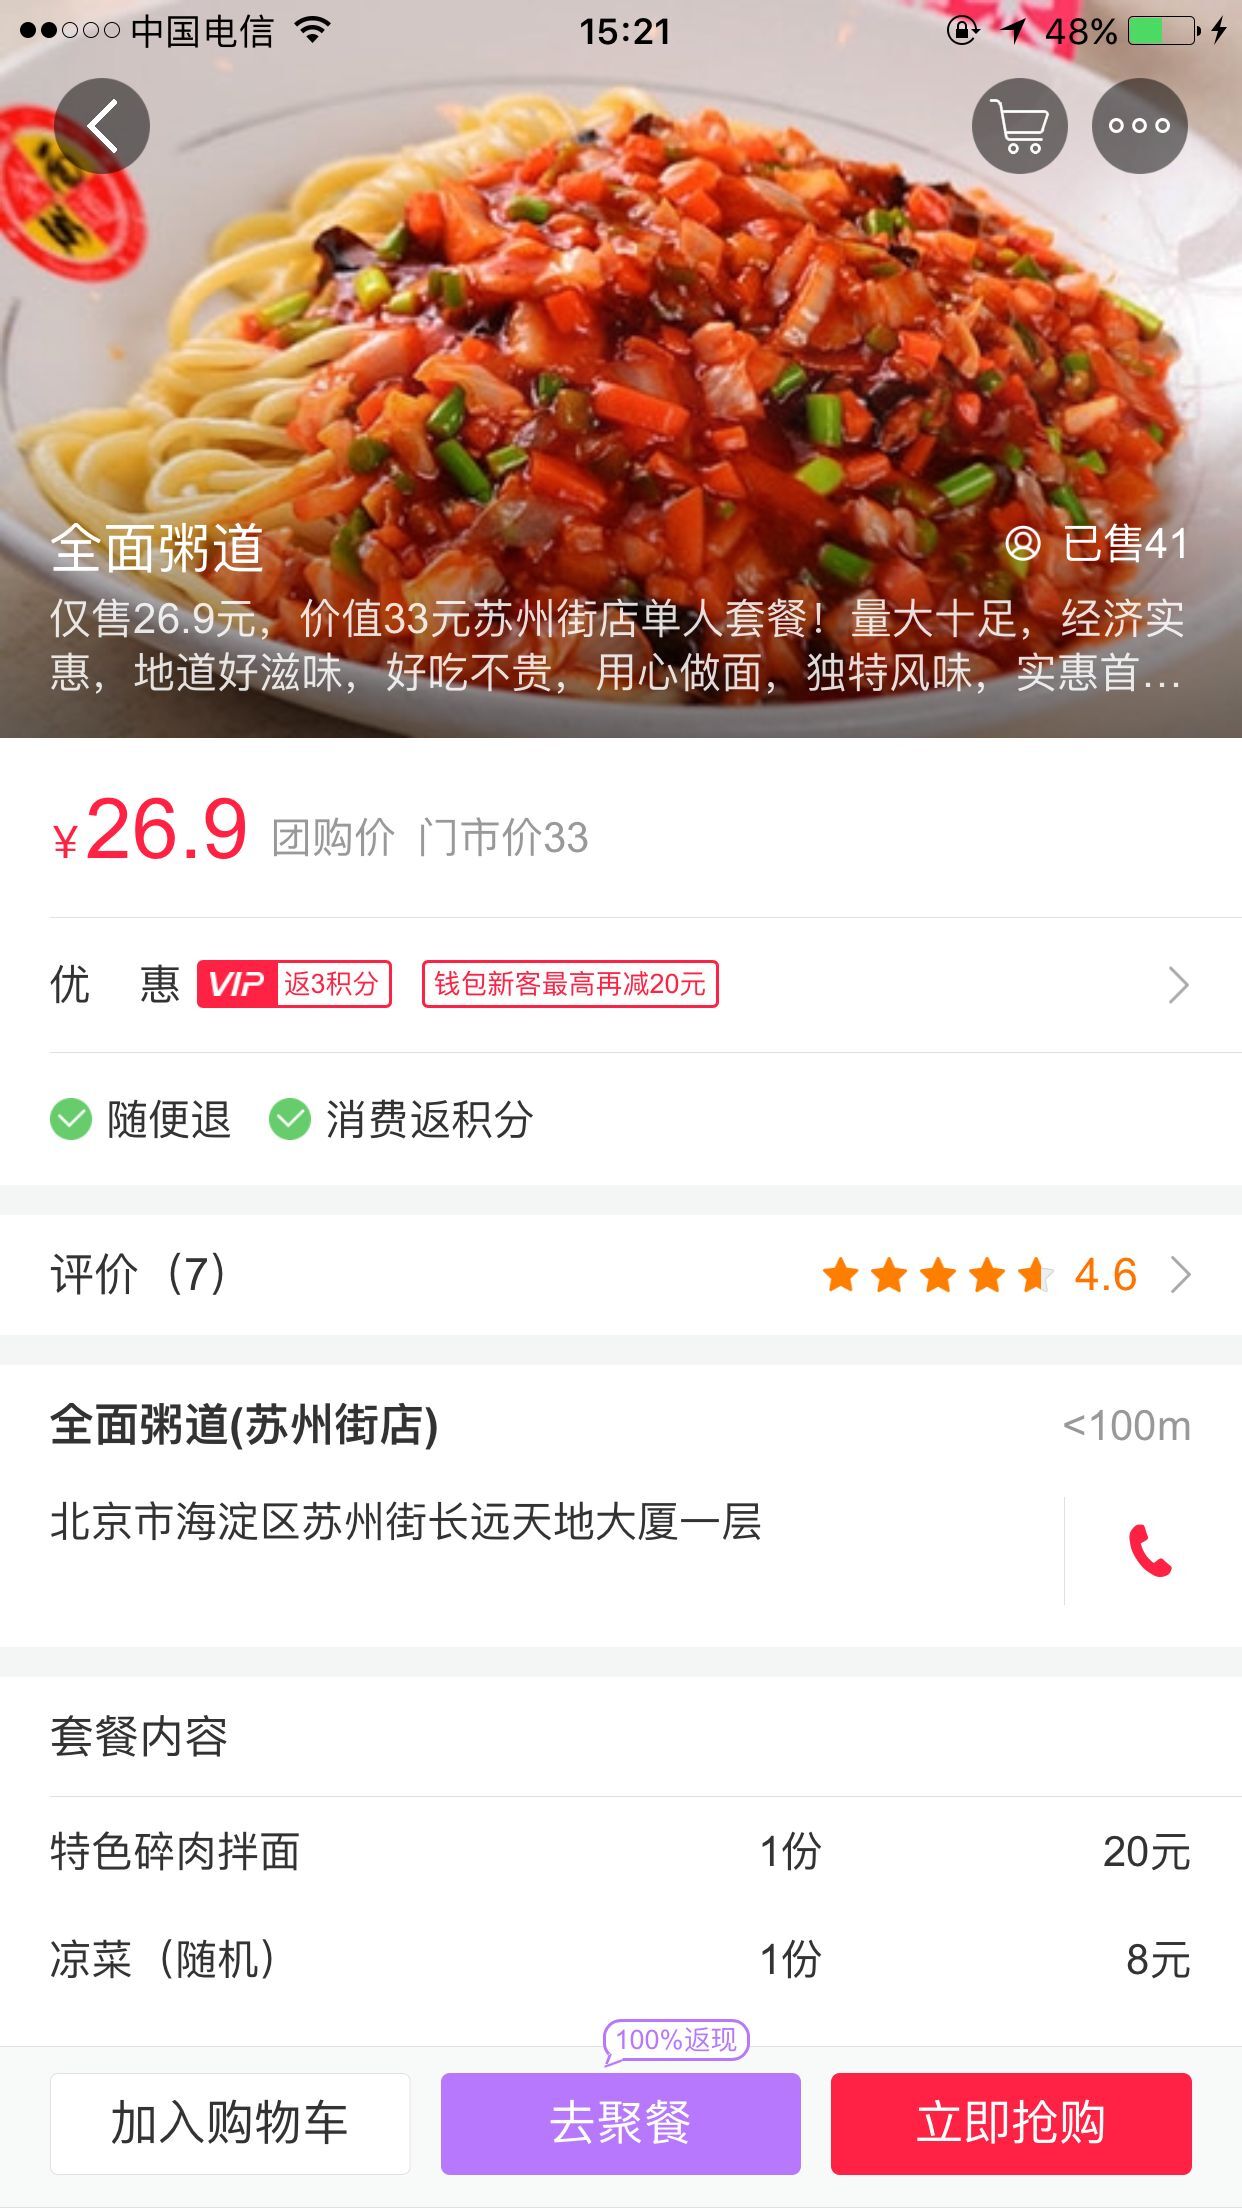 中国电信
15:21
48%
全面粥道
已售41
仅售26.9元，价值33元苏州街店单人套餐！量大十足，经济实
惠，地道好滋味，好吃不贵，用心做面，独特风味，实惠首…
¥26.9 团购价 门市价33
优 惠 VIP 返3积分 钱包新客最高再减20元
随便退 消费返积分
评价（7） 4.6
全面粥道(苏州街店) <100m
北京市海淀区苏州街长远天地大厦一层
套餐内容
特色碎肉拌面 1份 20元
凉菜（随机） 1份 8元
100%返现
加入购物车 去聚餐 立即抢购